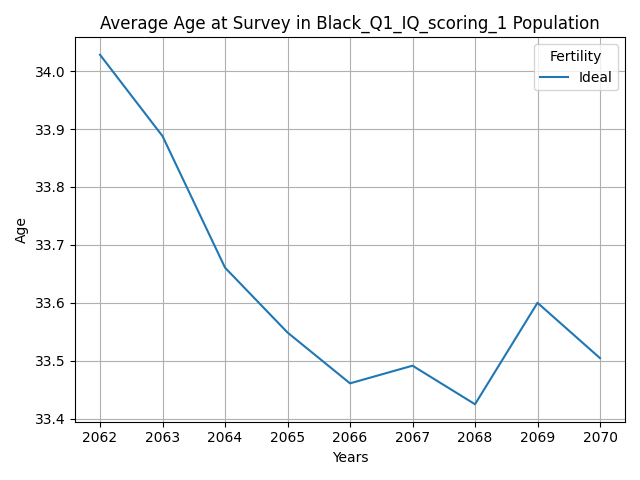 Average Age at Survey in Black_Q1_IQ_scoring_1 Population
Fertility
Ideal
34.0
33.9
33.8
33.7
33.6
33.5
33.4
Age
2062 2063 2064 2065 2066 2067 2068 2069 2070
Years